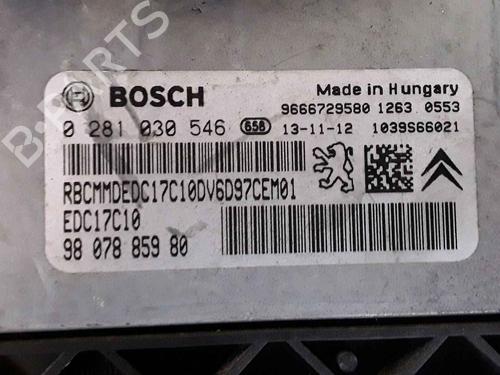 B-PARTS
BOSCH
Made in Hungary
9666729580 1263 0553
0 281 030 546 658 13-11-12 1039S66021
RBCMMDEDC17C10DV6D97CEM01
EDC17C10
98 078 859 80